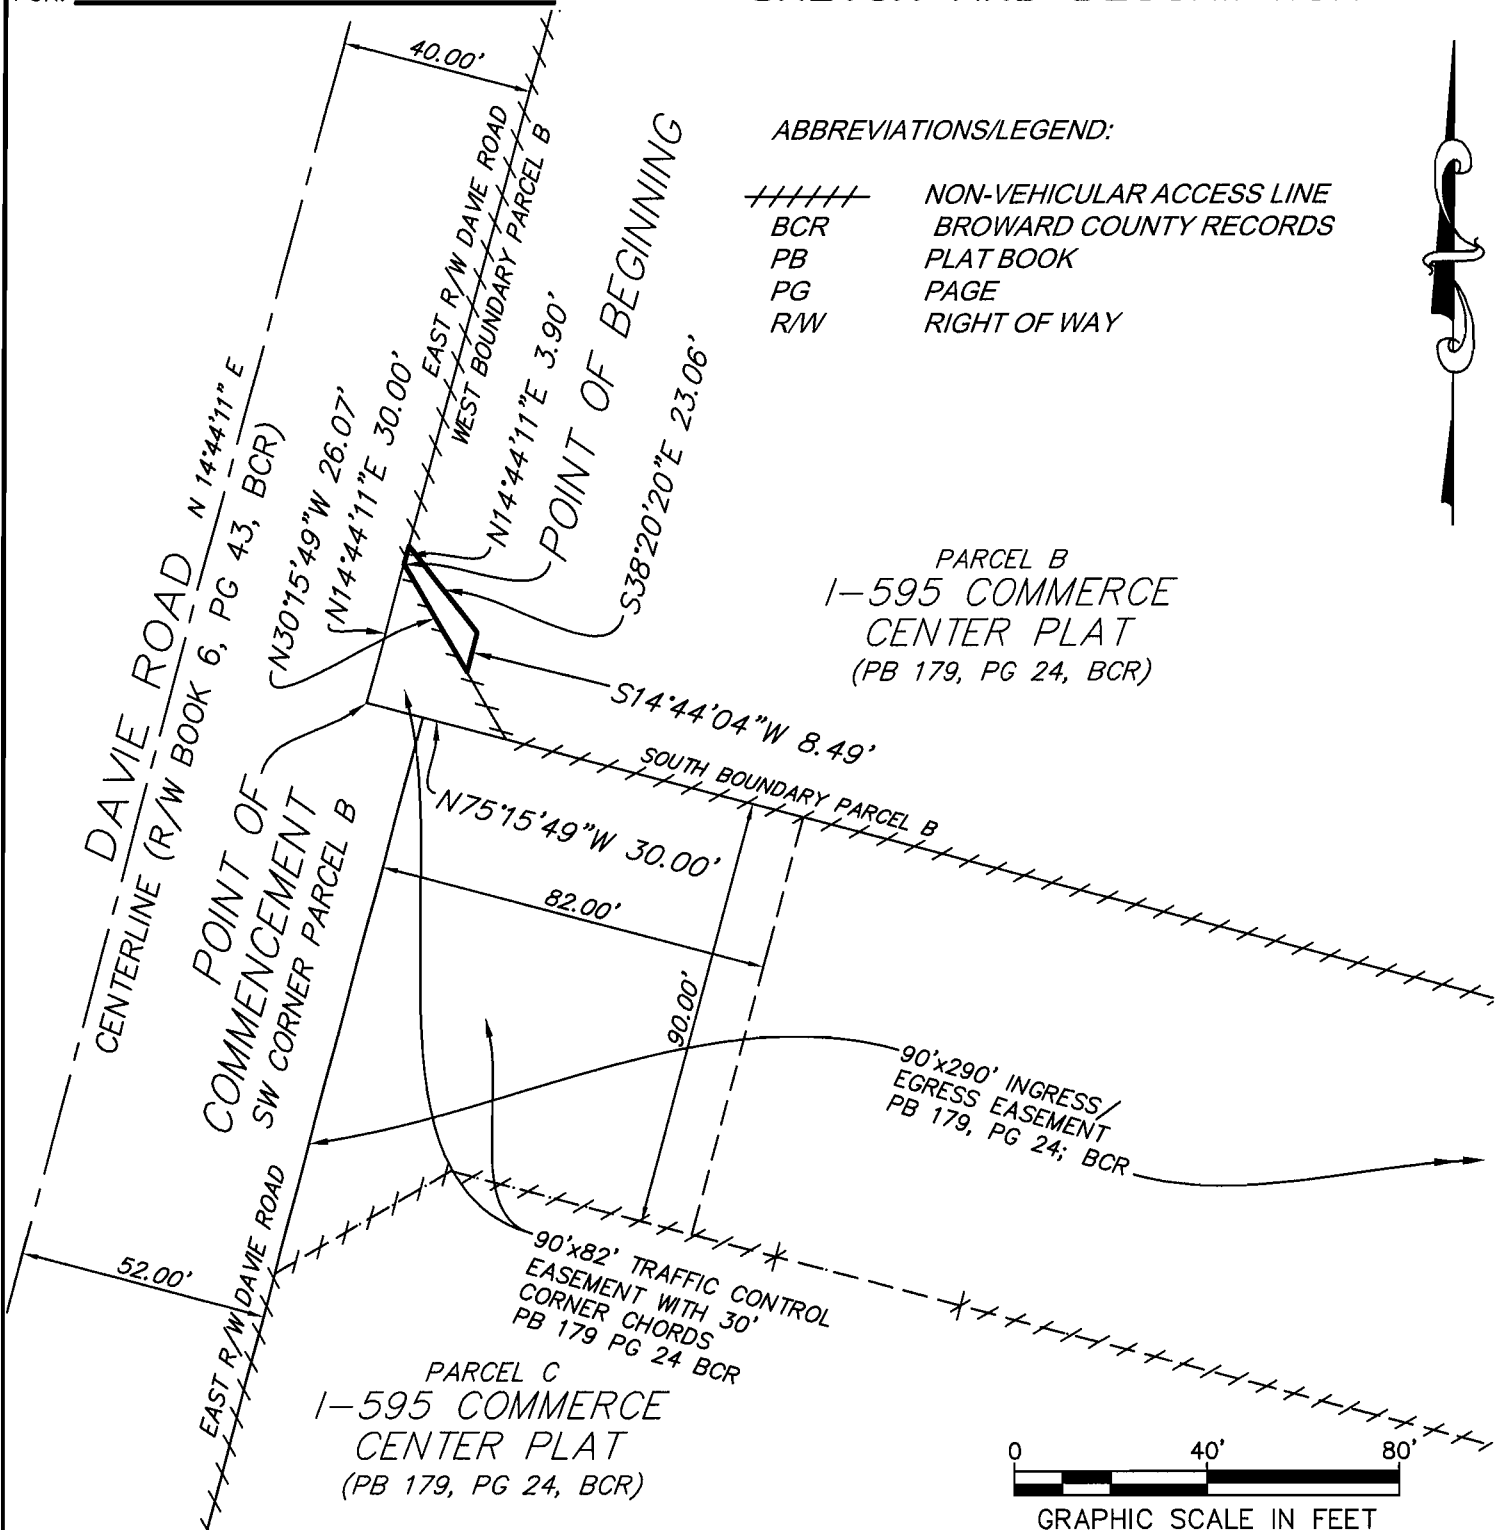 40.00'
ABBREVIATIONS/LEGEND:
NON-VEHICULAR ACCESS LINE
BCR BROWARD COUNTY RECORDS
PB PLAT BOOK
PG PAGE
R/W RIGHT OF WAY
EAST R/W DAVIE ROAD
WEST BOUNDARY PARCEL B
POINT OF BEGINNING
N14°44'11"E 3.90'
S38°20'20"E 23.06'
N 14°44'11" E
N30°15'49"W 26.07'
N14°44'11"E 30.00'
DAVIE ROAD
CENTERLINE (R/W BOOK 6, PG 43, BCR)
PARCEL B
I-595 COMMERCE
CENTER PLAT
(PB 179, PG 24, BCR)
S14°44'04"W 8.49'
SOUTH BOUNDARY PARCEL B
N75°15'49"W 30.00'
POINT OF
COMMENCEMENT
SW CORNER PARCEL B
82.00'
90.00'
90'x290' INGRESS/
EGRESS EASEMENT
PB 179, PG 24; BCR
52.00'
EAST R/W DAVIE ROAD
90'x82' TRAFFIC CONTROL
EASEMENT WITH 30'
CORNER CHORDS
PB 179 PG 24 BCR
PARCEL C
I-595 COMMERCE
CENTER PLAT
(PB 179, PG 24, BCR)
0 40' 80'
GRAPHIC SCALE IN FEET